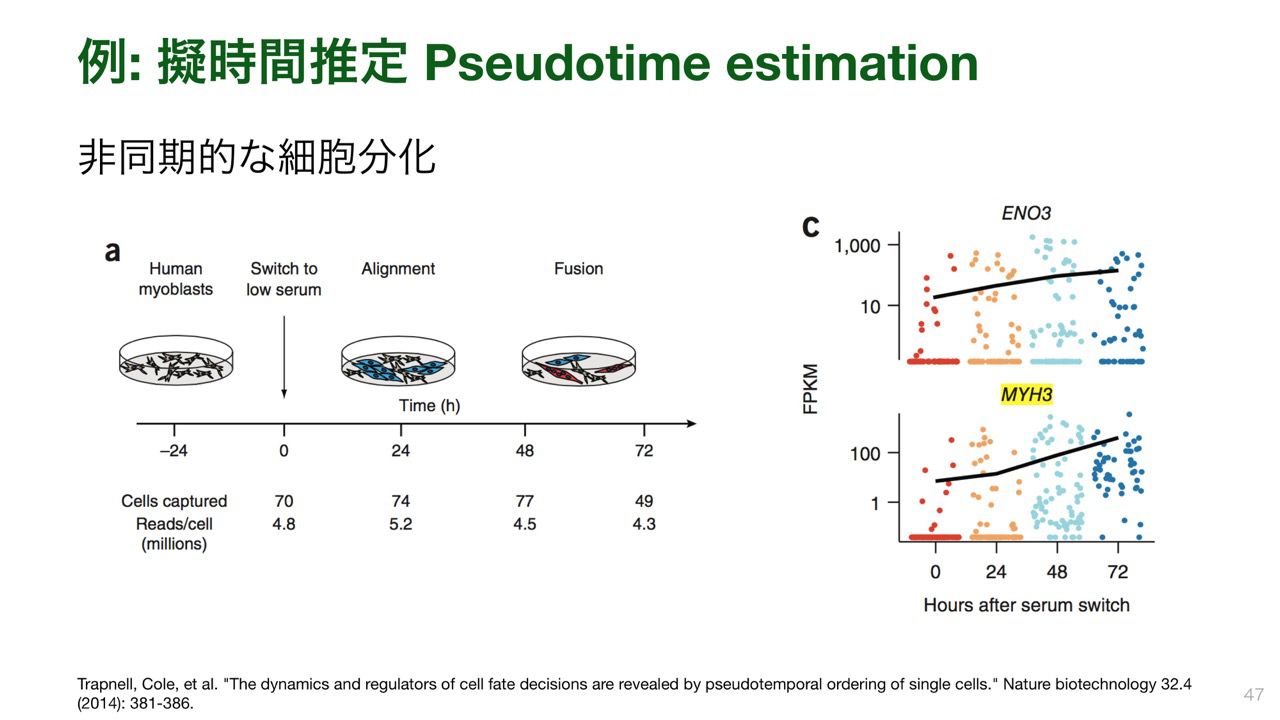 例: 擬時間推定 Pseudotime estimation
非同期的な細胞分化
a
Human
myoblasts
Switch to
low serum
Alignment
Fusion
Time (h)
–24 0 24 48 72
Cells captured 70 74 77 49
Reads/cell 4.8 5.2 4.5 4.3
(millions)
c
ENO3
1,000
10
FPKM
MYH3
100
1
0 24 48 72
Hours after serum switch
Trapnell, Cole, et al. "The dynamics and regulators of cell fate decisions are revealed by pseudotemporal ordering of single cells." Nature biotechnology 32.4
(2014): 381-386.
47